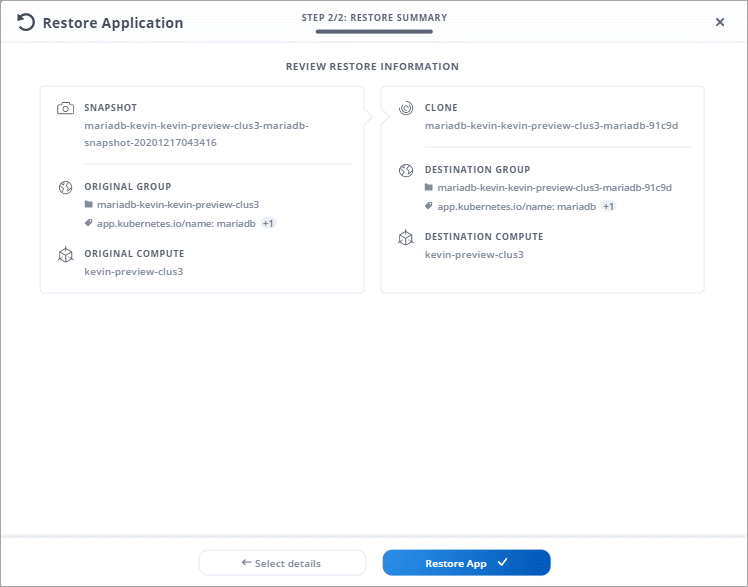 Restore Application
STEP 2/2: RESTORE SUMMARY
REVIEW RESTORE INFORMATION
SNAPSHOT
mariadb-kevin-kevin-preview-clus3-mariadb-
snapshot-20201217043416
ORIGINAL GROUP
mariadb-kevin-kevin-preview-clus3
app.kubernetes.io/name: mariadb +1
ORIGINAL COMPUTE
kevin-preview-clus3
CLONE
mariadb-kevin-kevin-preview-clus3-mariadb-91c9d
DESTINATION GROUP
mariadb-kevin-kevin-preview-clus3-mariadb-91c9d
app.kubernetes.io/name: mariadb +1
DESTINATION COMPUTE
kevin-preview-clus3
← Select details
Restore App ✓